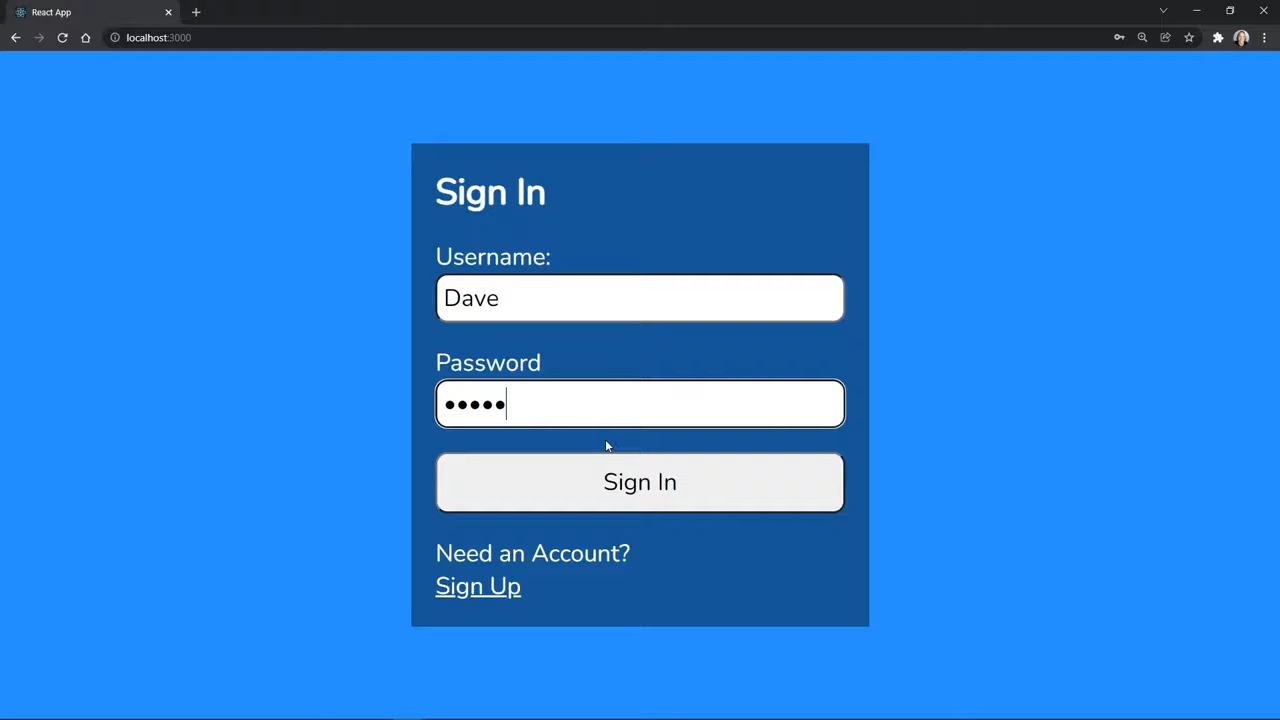 React App
localhost:3000
Sign In
Username:
Dave
Password
•••••
Sign In
Need an Account?
Sign Up